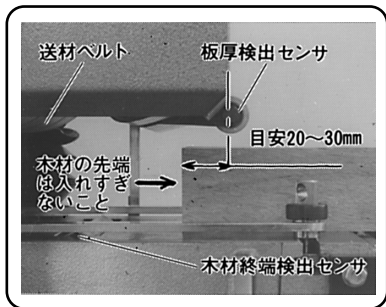 送材ベルト
板厚検出センサ
目安20〜30mm
木材の先端
は入れすぎ
ないこと
木材終端検出センサ